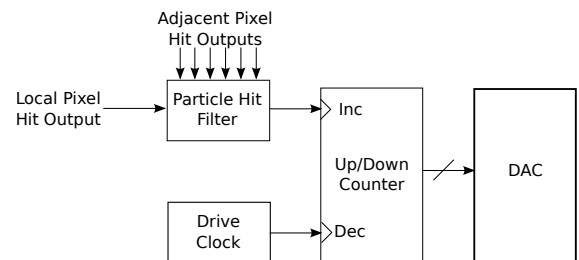 Adjacent Pixel
Hit Outputs
Local Pixel
Hit Output
Particle Hit
Filter
Inc
Up/Down
Counter
DAC
Drive
Clock
Dec